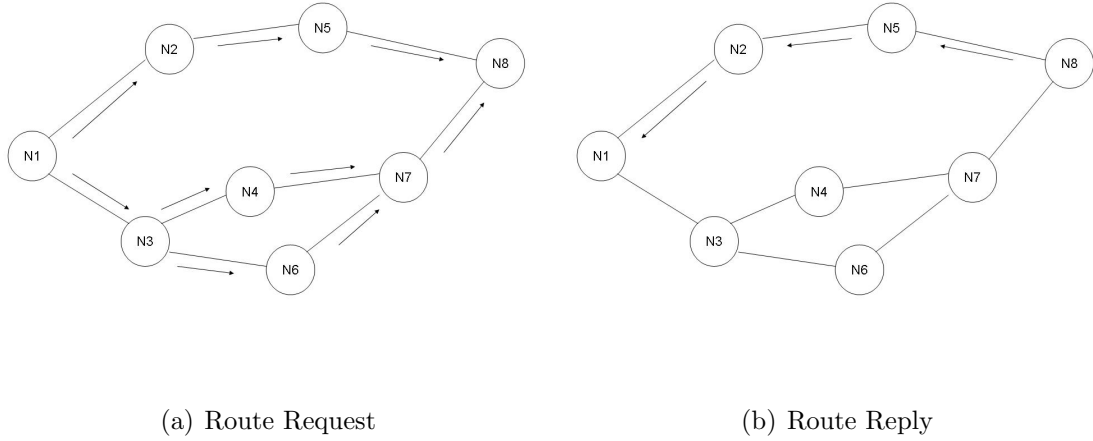 N1
N2
N5
N8
N3
N4
N7
N6
(a) Route Request
N1
N2
N5
N8
N3
N4
N7
N6
(b) Route Reply